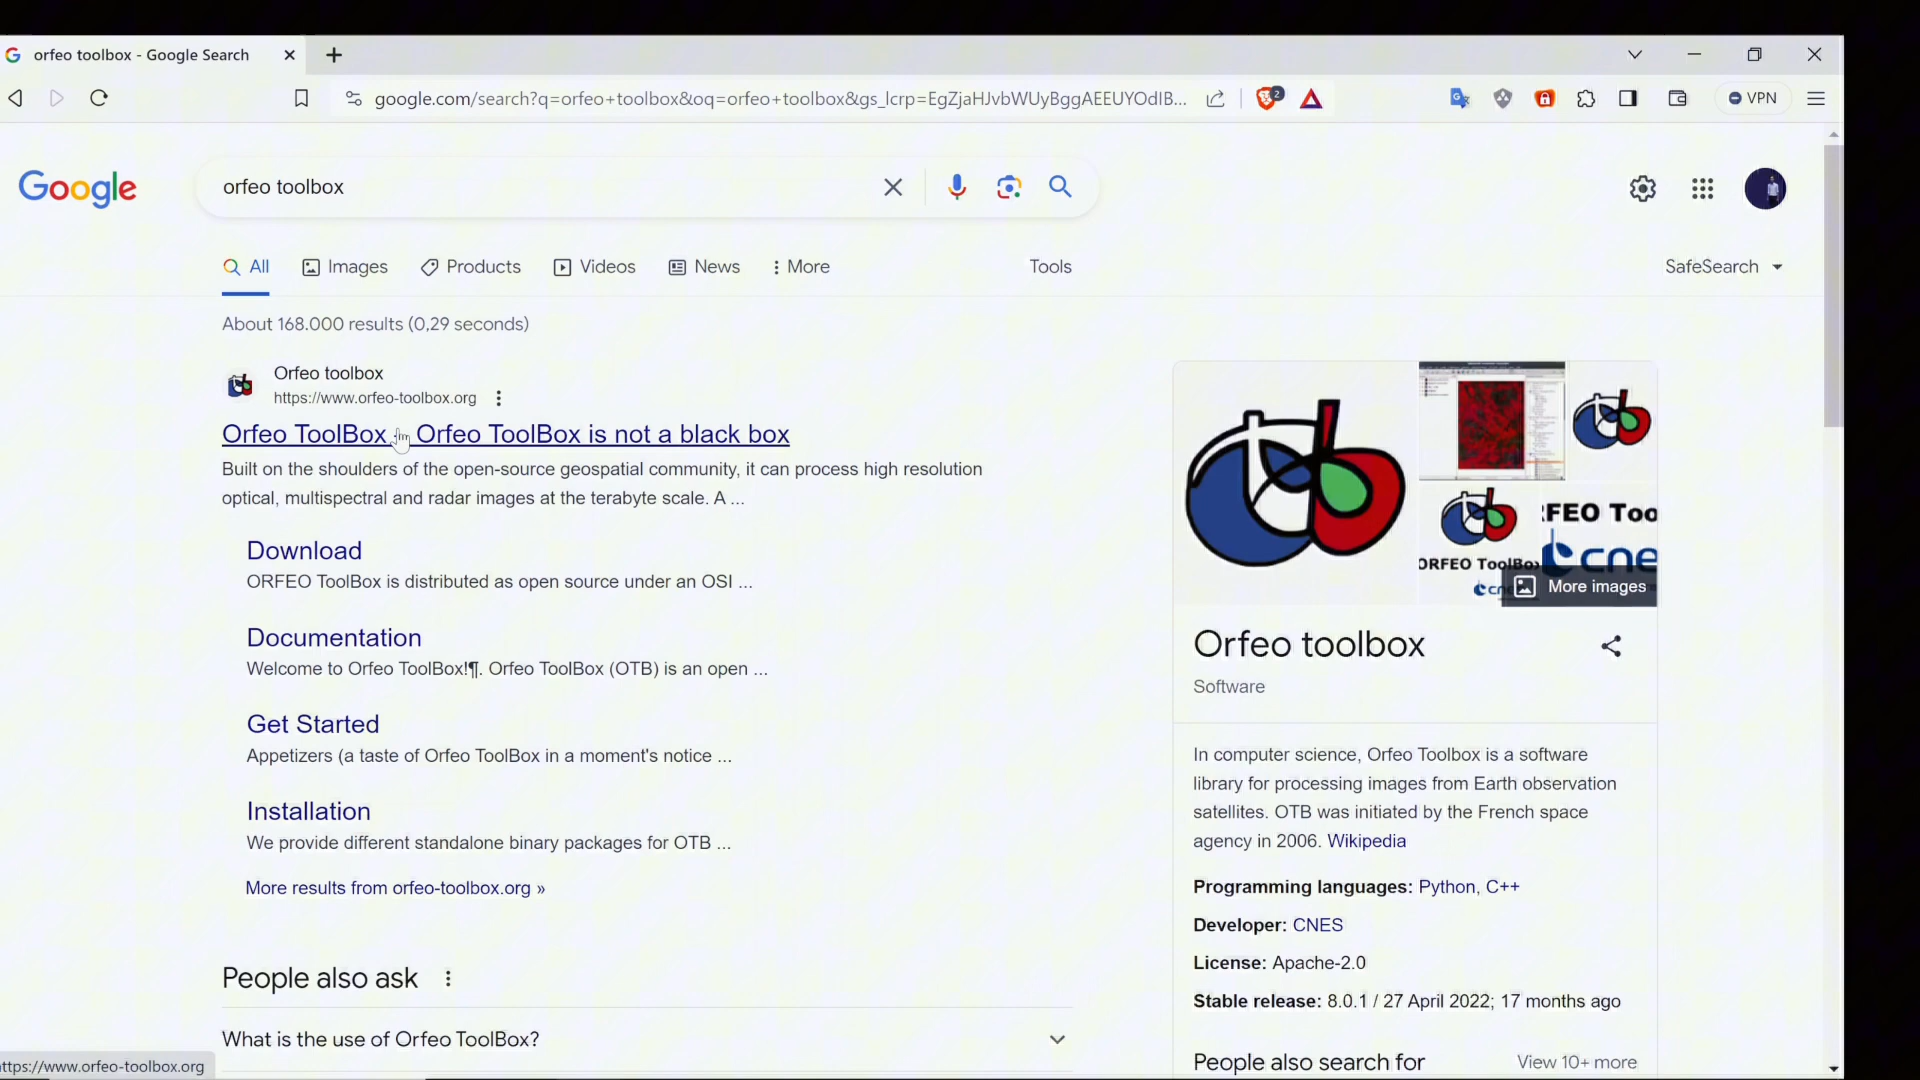 orfeo toolbox - Google Search
google.com/search?q=orfeo+toolbox&oq=orfeo+toolbox&gs_lcrp=EgZjaHJvbWUyBggAEEUYOdIB...
2
VPN
Google
orfeo toolbox
All
Images
Products
Videos
News
More
Tools
SafeSearch
About 168.000 results (0,29 seconds)
Orfeo toolbox
https://www.orfeo-toolbox.org
Orfeo ToolBox – Orfeo ToolBox is not a black box
Built on the shoulders of the open-source geospatial community, it can process high resolution
optical, multispectral and radar images at the terabyte scale. A ...
Download
ORFEO ToolBox is distributed as open source under an OSI ...
Documentation
Welcome to Orfeo ToolBox!¶. Orfeo ToolBox (OTB) is an open ...
Get Started
Appetizers (a taste of Orfeo ToolBox in a moment's notice ...
Installation
We provide different standalone binary packages for OTB ...
More results from orfeo-toolbox.org »
People also ask
What is the use of Orfeo ToolBox?
ttps://www.orfeo-toolbox.org
RFEO Too
ORFEO ToolBox
cnes
More images
Orfeo toolbox
Software
In computer science, Orfeo Toolbox is a software
library for processing images from Earth observation
satellites. OTB was initiated by the French space
agency in 2006. Wikipedia
Programming languages: Python, C++
Developer: CNES
License: Apache-2.0
Stable release: 8.0.1 / 27 April 2022; 17 months ago
People also search for
View 10+ more